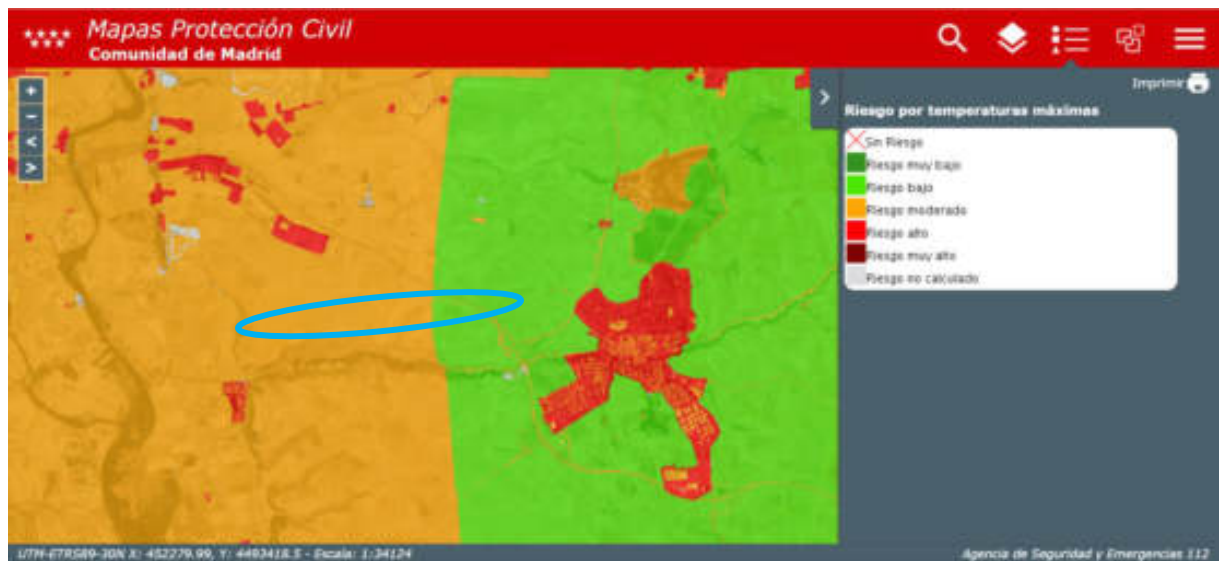 Mapas Protección Civil
Comunidad de Madrid
Imprimir
Riesgo por temperaturas máximas
Sin Riesgo
Riesgo muy bajo
Riesgo bajo
Riesgo moderado
Riesgo alto
Riesgo muy alto
Riesgo no calculado
UTM-ETRS89-30N X: 452279.99, Y: 4493418.5 - Escala: 1:34124
Agencia de Seguridad y Emergencias 112